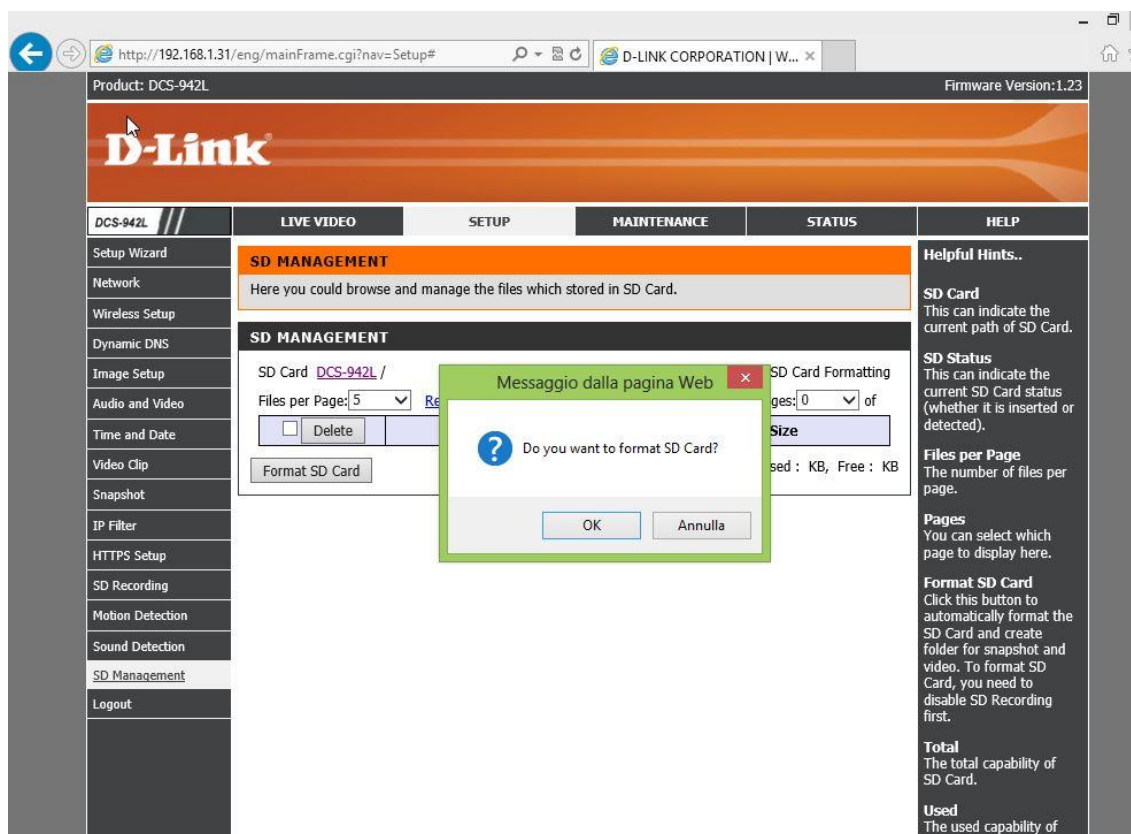 http://192.168.1.31/eng/mainFrame.cgi?nav=Setup#
D-LINK CORPORATION | W...
Product: DCS-942L
Firmware Version:1.23
D-Link
DCS-942L
LIVE VIDEO
SETUP
MAINTENANCE
STATUS
HELP
Setup Wizard
Network
Wireless Setup
Dynamic DNS
Image Setup
Audio and Video
Time and Date
Video Clip
Snapshot
IP Filter
HTTPS Setup
SD Recording
Motion Detection
Sound Detection
SD Management
Logout
SD MANAGEMENT
Here you could browse and manage the files which stored in SD Card.
SD MANAGEMENT
SD Card DCS-942L /
SD Card Formatting
Files per Page: 5
Re
ges: 0 of
Delete
Size
Format SD Card
sed : KB, Free : KB
Messaggio dalla pagina Web
Do you want to format SD Card?
OK
Annulla
Helpful Hints..
SD Card
This can indicate the
current path of SD Card.
SD Status
This can indicate the
current SD Card status
(whether it is inserted or
detected).
Files per Page
The number of files per
page.
Pages
You can select which
page to display here.
Format SD Card
Click this button to
automatically format the
SD Card and create
folder for snapshot and
video. To format SD
Card, you need to
disable SD Recording
first.
Total
The total capability of
SD Card.
Used
The used capability of